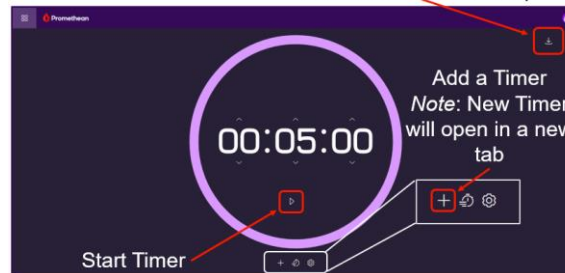 Promethean
Add a Timer
Note: New Timer
will open in a new
tab
00:05:00
Start Timer